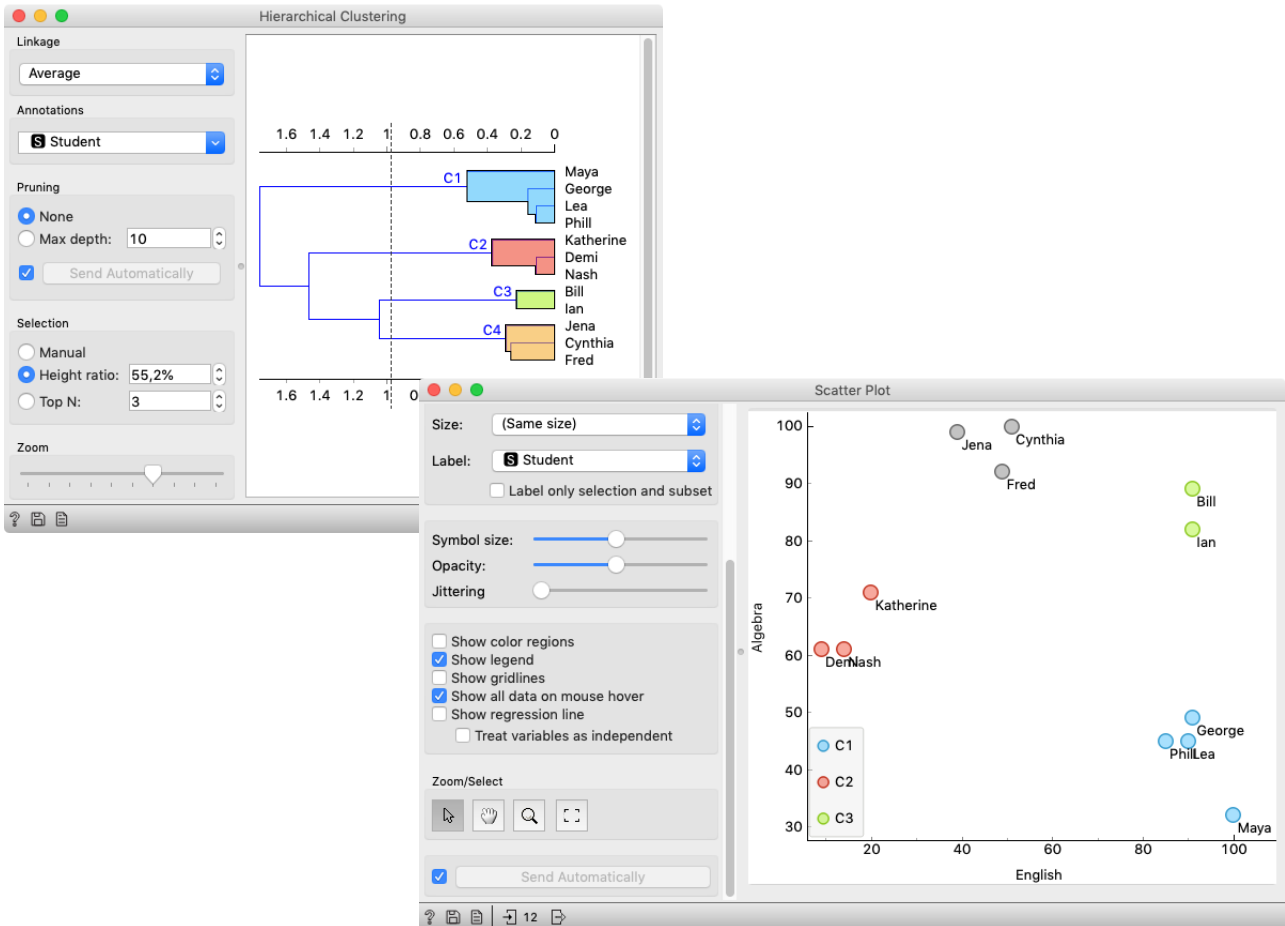 Hierarchical Clustering
Linkage
Average
Annotations
S Student
Pruning
None
Max depth: 10
Send Automatically
Selection
Manual
Height ratio: 55,2%
Top N: 3
Zoom
1.6 1.4 1.2 1 0.8 0.6 0.4 0.2 0
C1
Maya
George
Lea
Phill
C2
Katherine
Demi
Nash
C3
Bill
Ian
C4
Jena
Cynthia
Fred
1.6 1.4 1.2 1 0
?
Scatter Plot
Size: (Same size)
Label: S Student
Label only selection and subset
Symbol size:
Opacity:
Jittering
Show color regions
Show legend
Show gridlines
Show all data on mouse hover
Show regression line
Treat variables as independent
Zoom/Select
Send Automatically
? 12
Algebra
100
90
80
70
60
50
40
30
Jena
Cynthia
Fred
Bill
Ian
Katherine
Demi
Nash
George
Phill
Lea
Maya
C1
C2
C3
20 40 60 80 100
English